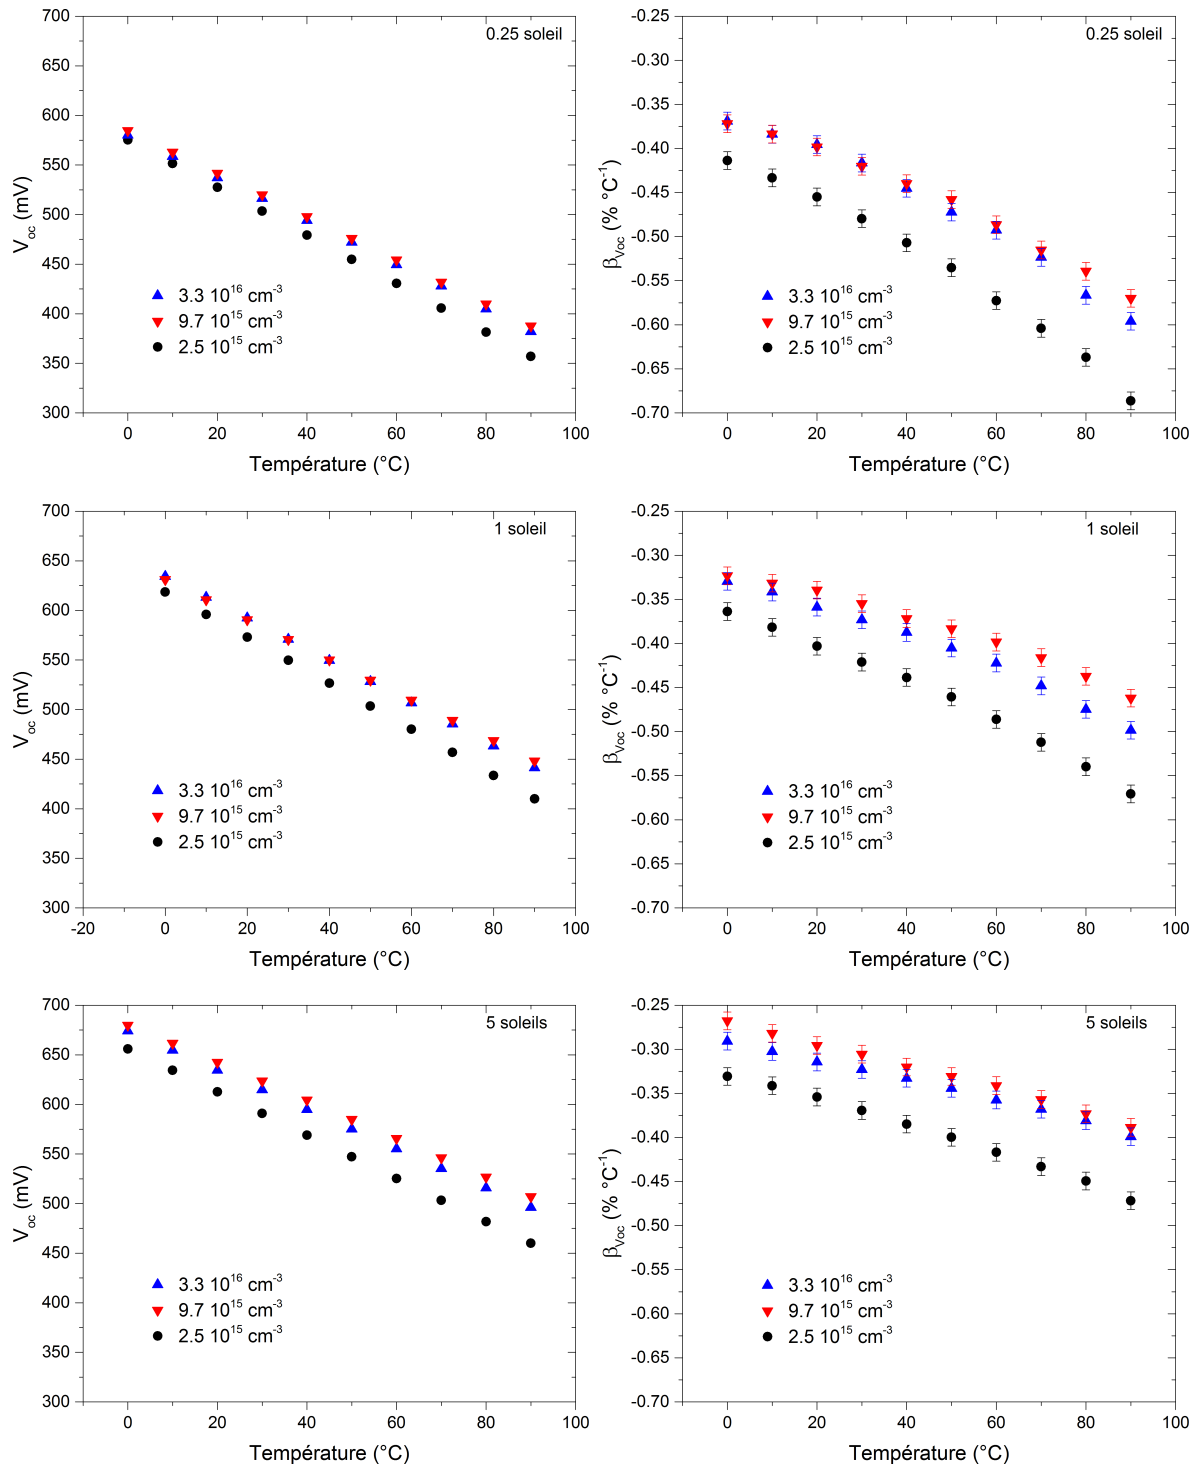 0.25 soleil
700
650
600
550
500
450
400
350
300
V_oc (mV)
3.3 10^16 cm^-3
9.7 10^15 cm^-3
2.5 10^15 cm^-3
0 20 40 60 80 100
Température (°C)
0.25 soleil
-0.25
-0.30
-0.35
-0.40
-0.45
-0.50
-0.55
-0.60
-0.65
-0.70
β_Voc (% °C^-1)
3.3 10^16 cm^-3
9.7 10^15 cm^-3
2.5 10^15 cm^-3
0 20 40 60 80 100
Température (°C)
1 soleil
700
650
600
550
500
450
400
350
300
V_oc (mV)
3.3 10^16 cm^-3
9.7 10^15 cm^-3
2.5 10^15 cm^-3
-20 0 20 40 60 80 100
Température (°C)
1 soleil
-0.25
-0.30
-0.35
-0.40
-0.45
-0.50
-0.55
-0.60
-0.65
-0.70
β_Voc (% °C^-1)
3.3 10^16 cm^-3
9.7 10^15 cm^-3
2.5 10^15 cm^-3
0 20 40 60 80 100
Température (°C)
5 soleils
700
650
600
550
500
450
400
350
300
V_oc (mV)
3.3 10^16 cm^-3
9.7 10^15 cm^-3
2.5 10^15 cm^-3
0 20 40 60 80 100
Température (°C)
5 soleils
-0.25
-0.30
-0.35
-0.40
-0.45
-0.50
-0.55
-0.60
-0.65
-0.70
β_Voc (% °C^-1)
3.3 10^16 cm^-3
9.7 10^15 cm^-3
2.5 10^15 cm^-3
0 20 40 60 80 100
Température (°C)